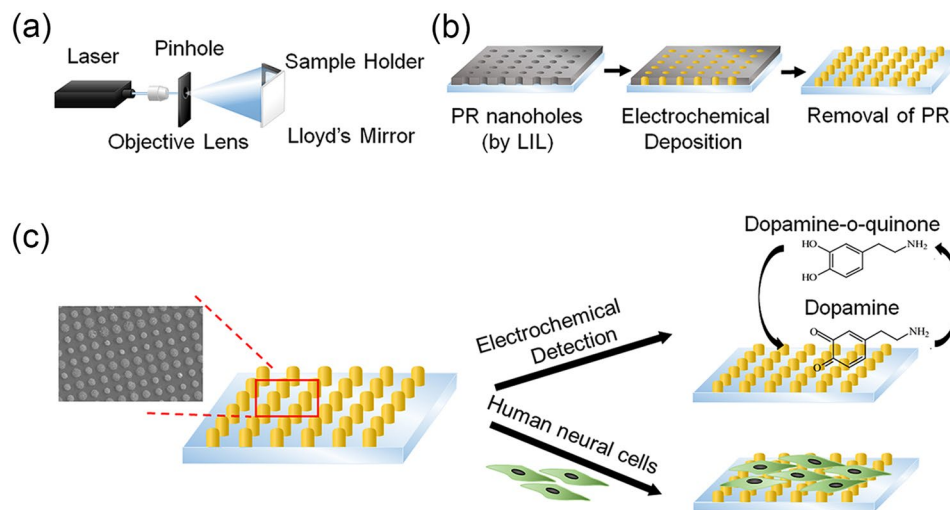 (a)
Laser
Pinhole
Sample Holder
Objective Lens
Lloyd's Mirror
(b)
PR nanoholes
(by LIL)
Electrochemical
Deposition
Removal of PR
(c)
Electrochemical
Detection
Human neural cells
Dopamine-o-quinone
HO
HO
NH2
Dopamine
O
O
NH2